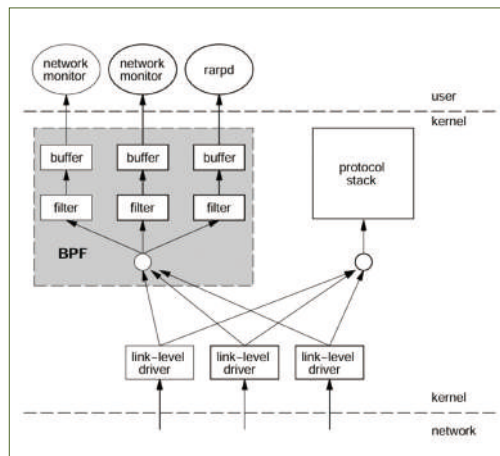 network
monitor
network
monitor
rarpd
user
kernel
buffer
buffer
buffer
protocol
stack
filter
filter
filter
BPF
link-level
driver
link-level
driver
link-level
driver
kernel
network